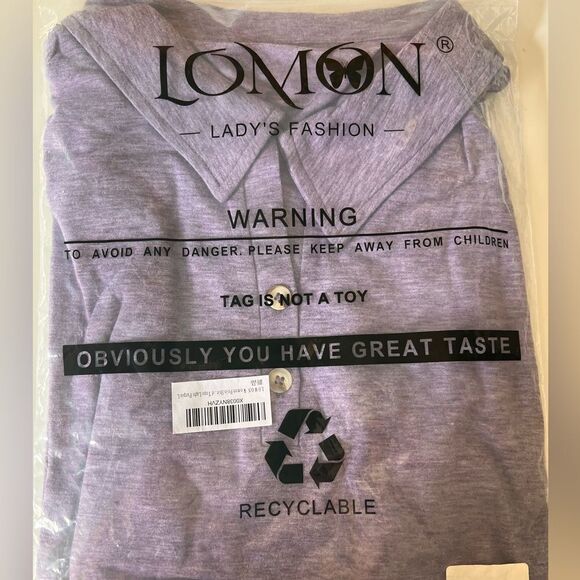 LOMON ®
LADY'S FASHION
WARNING
TO AVOID ANY DANGER. PLEASE KEEP AWAY FROM CHILDREN
TAG IS NOT A TOY
OBVIOUSLY YOU HAVE GREAT TASTE
X0038NYZVH
RECYCLABLE